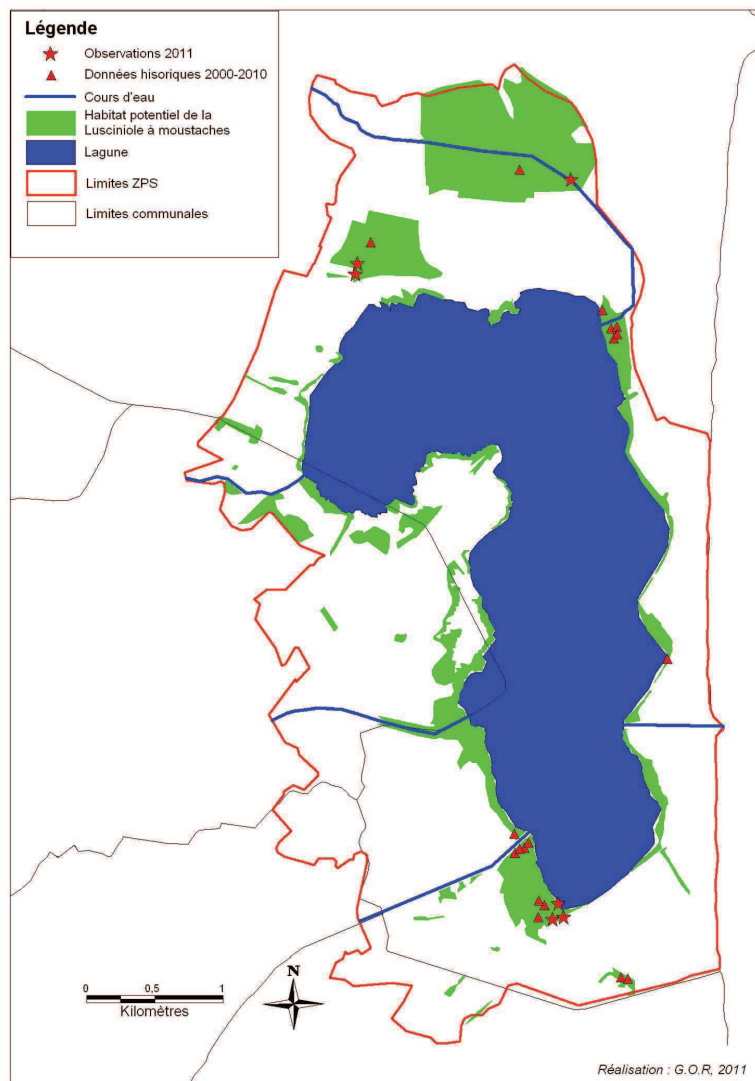 Légende
Observations 2011
Données hisoriques 2000-2010
Cours d'eau
Habitat potentiel de la
Lusciniole à moustaches
Lagune
Limites ZPS
Limites communales
0 0,5 1
Kilomètres
N
Réalisation : G.O.R, 2011